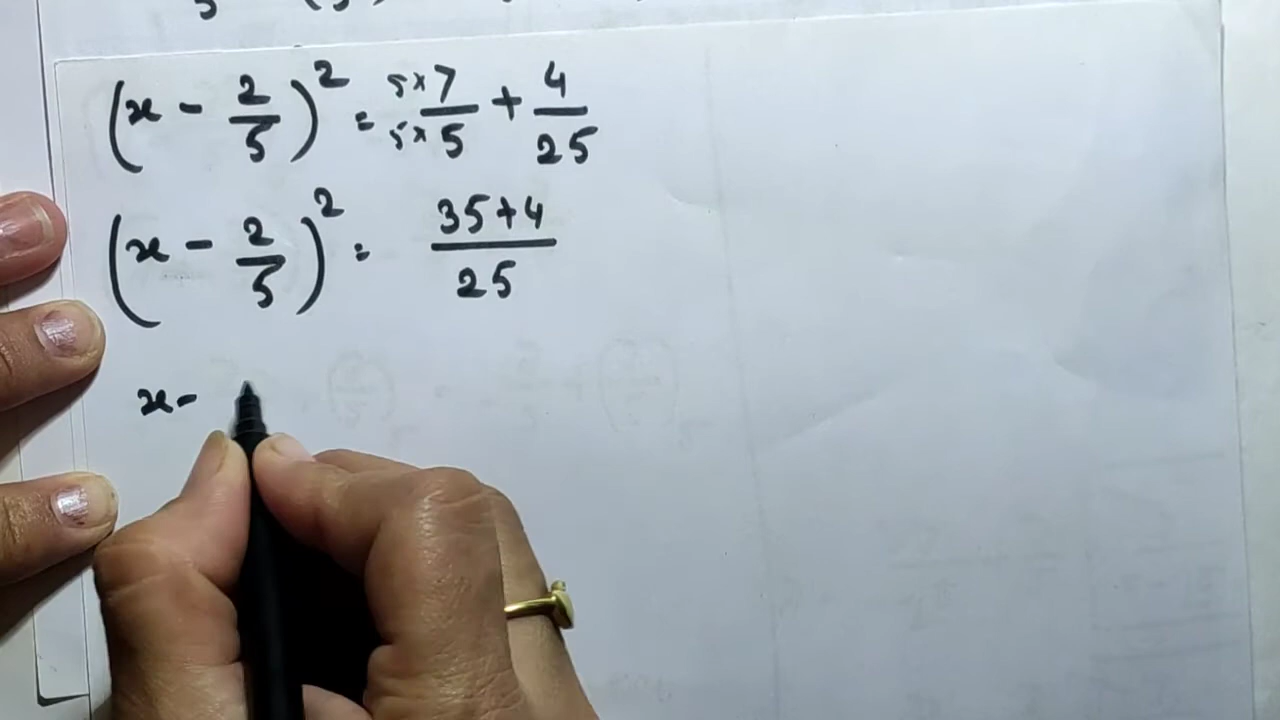 (x - 2/5)² = 5×7/5×5 + 4/25
(x - 2/5)² = 35+4/25
x -